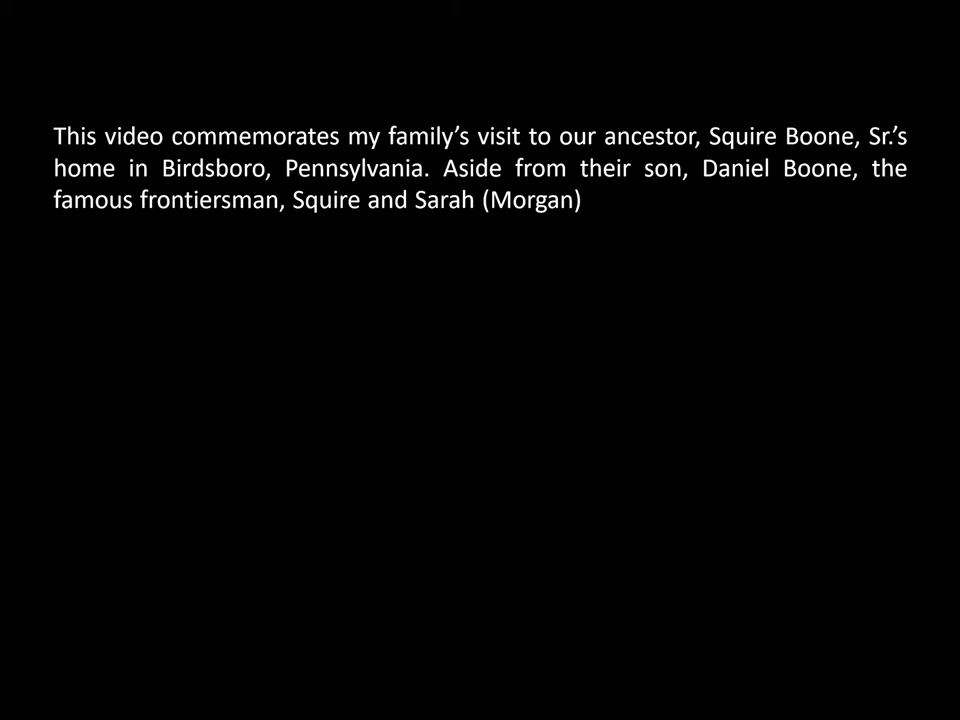 This video commemorates my family’s visit to our ancestor, Squire Boone, Sr.’s
home in Birdsboro, Pennsylvania. Aside from their son, Daniel Boone, the
famous frontiersman, Squire and Sarah (Morgan)